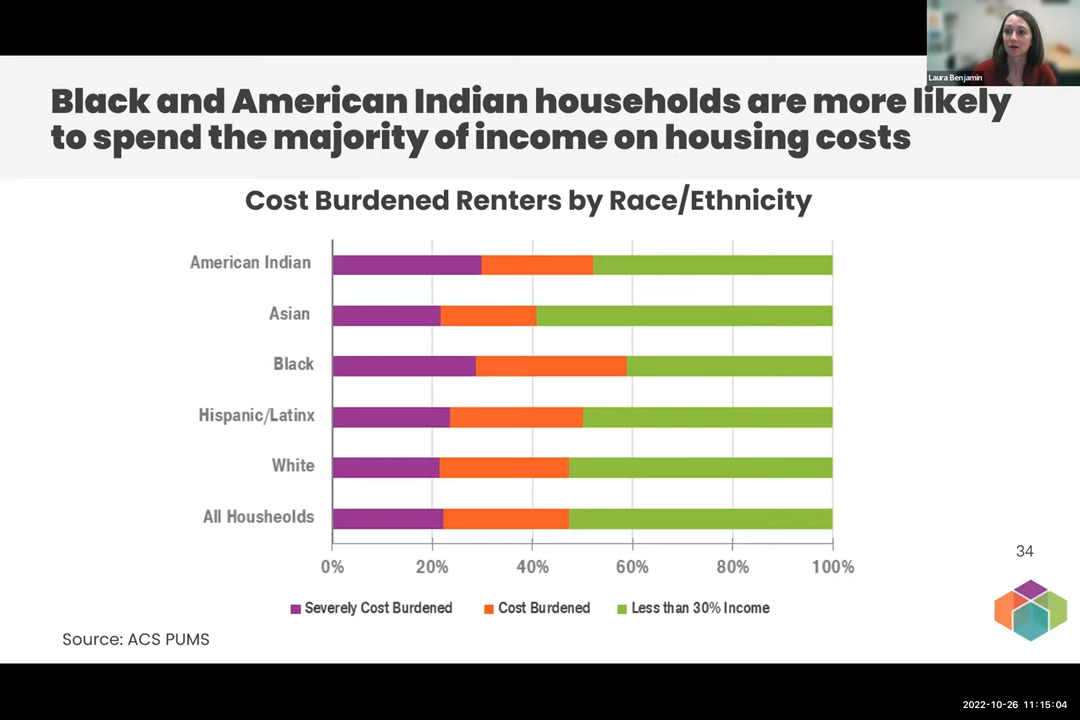 Laura Benjamin
Black and American Indian households are more likely
to spend the majority of income on housing costs
Cost Burdened Renters by Race/Ethnicity
American Indian
Asian
Black
Hispanic/Latinx
White
All Housheolds
0% 20% 40% 60% 80% 100%
Severely Cost Burdened Cost Burdened Less than 30% Income
34
Source: ACS PUMS
2022-10-26 11:15:04